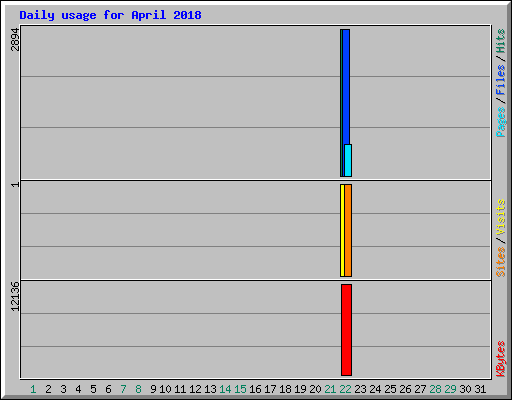 Daily usage for April 2018
2894
1
12136
Pages / Files / Hits
Sites / Visits
KBytes
1 2 3 4 5 6 7 8 9 10 11 12 13 14 15 16 17 18 19 20 21 22 23 24 25 26 27 28 29 30 31